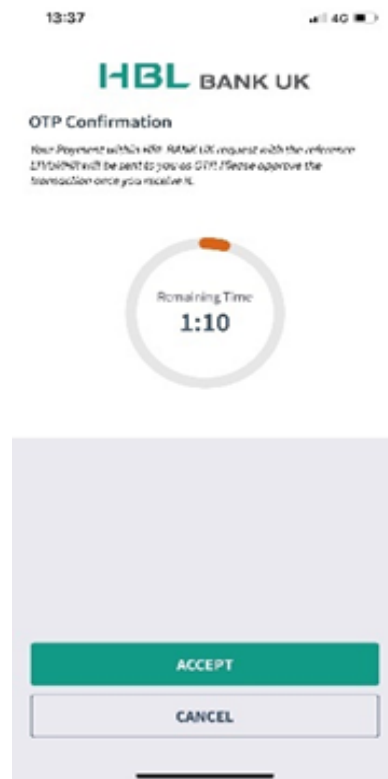 13:37
4G
HBL BANK UK
OTP Confirmation
Your Payment within HBL BANK UK request with the reference
will be sent to you as OTP. Please approve the
transaction once you receive it.
Remaining Time
1:10
ACCEPT
CANCEL